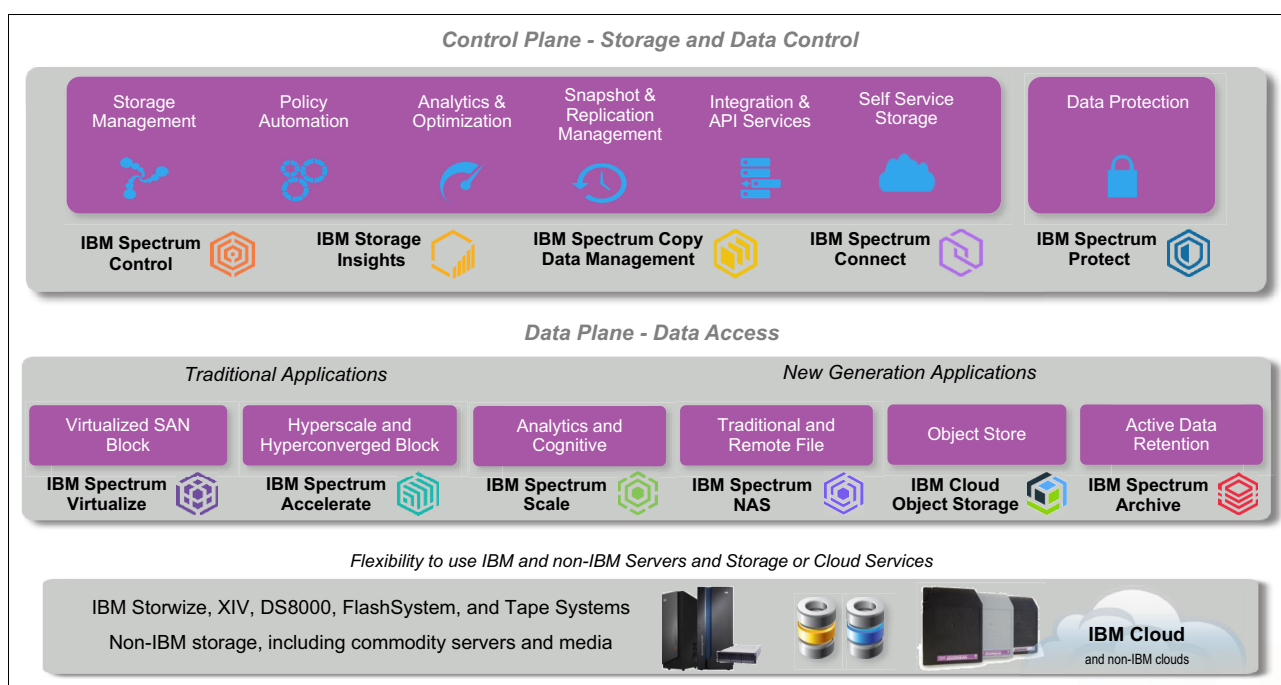 Control Plane - Storage and Data Control
Storage
Management
Policy
Automation
Analytics &
Optimization
Snapshot &
Replication
Management
Integration &
API Services
Self Service
Storage
Data Protection
IBM Spectrum
Control
IBM Storage
Insights
IBM Spectrum Copy
Data Management
IBM Spectrum
Connect
IBM Spectrum
Protect
Data Plane - Data Access
Traditional Applications
New Generation Applications
Virtualized SAN
Block
Hyperscale and
Hyperconverged Block
Analytics and
Cognitive
Traditional and
Remote File
Object Store
Active Data
Retention
IBM Spectrum
Virtualize
IBM Spectrum
Accelerate
IBM Spectrum
Scale
IBM Spectrum
NAS
IBM Cloud
Object Storage
IBM Spectrum
Archive
Flexibility to use IBM and non-IBM Servers and Storage or Cloud Services
IBM Storwize, XIV, DS8000, FlashSystem, and Tape Systems
Non-IBM storage, including commodity servers and media
IBM Cloud
and non-IBM clouds